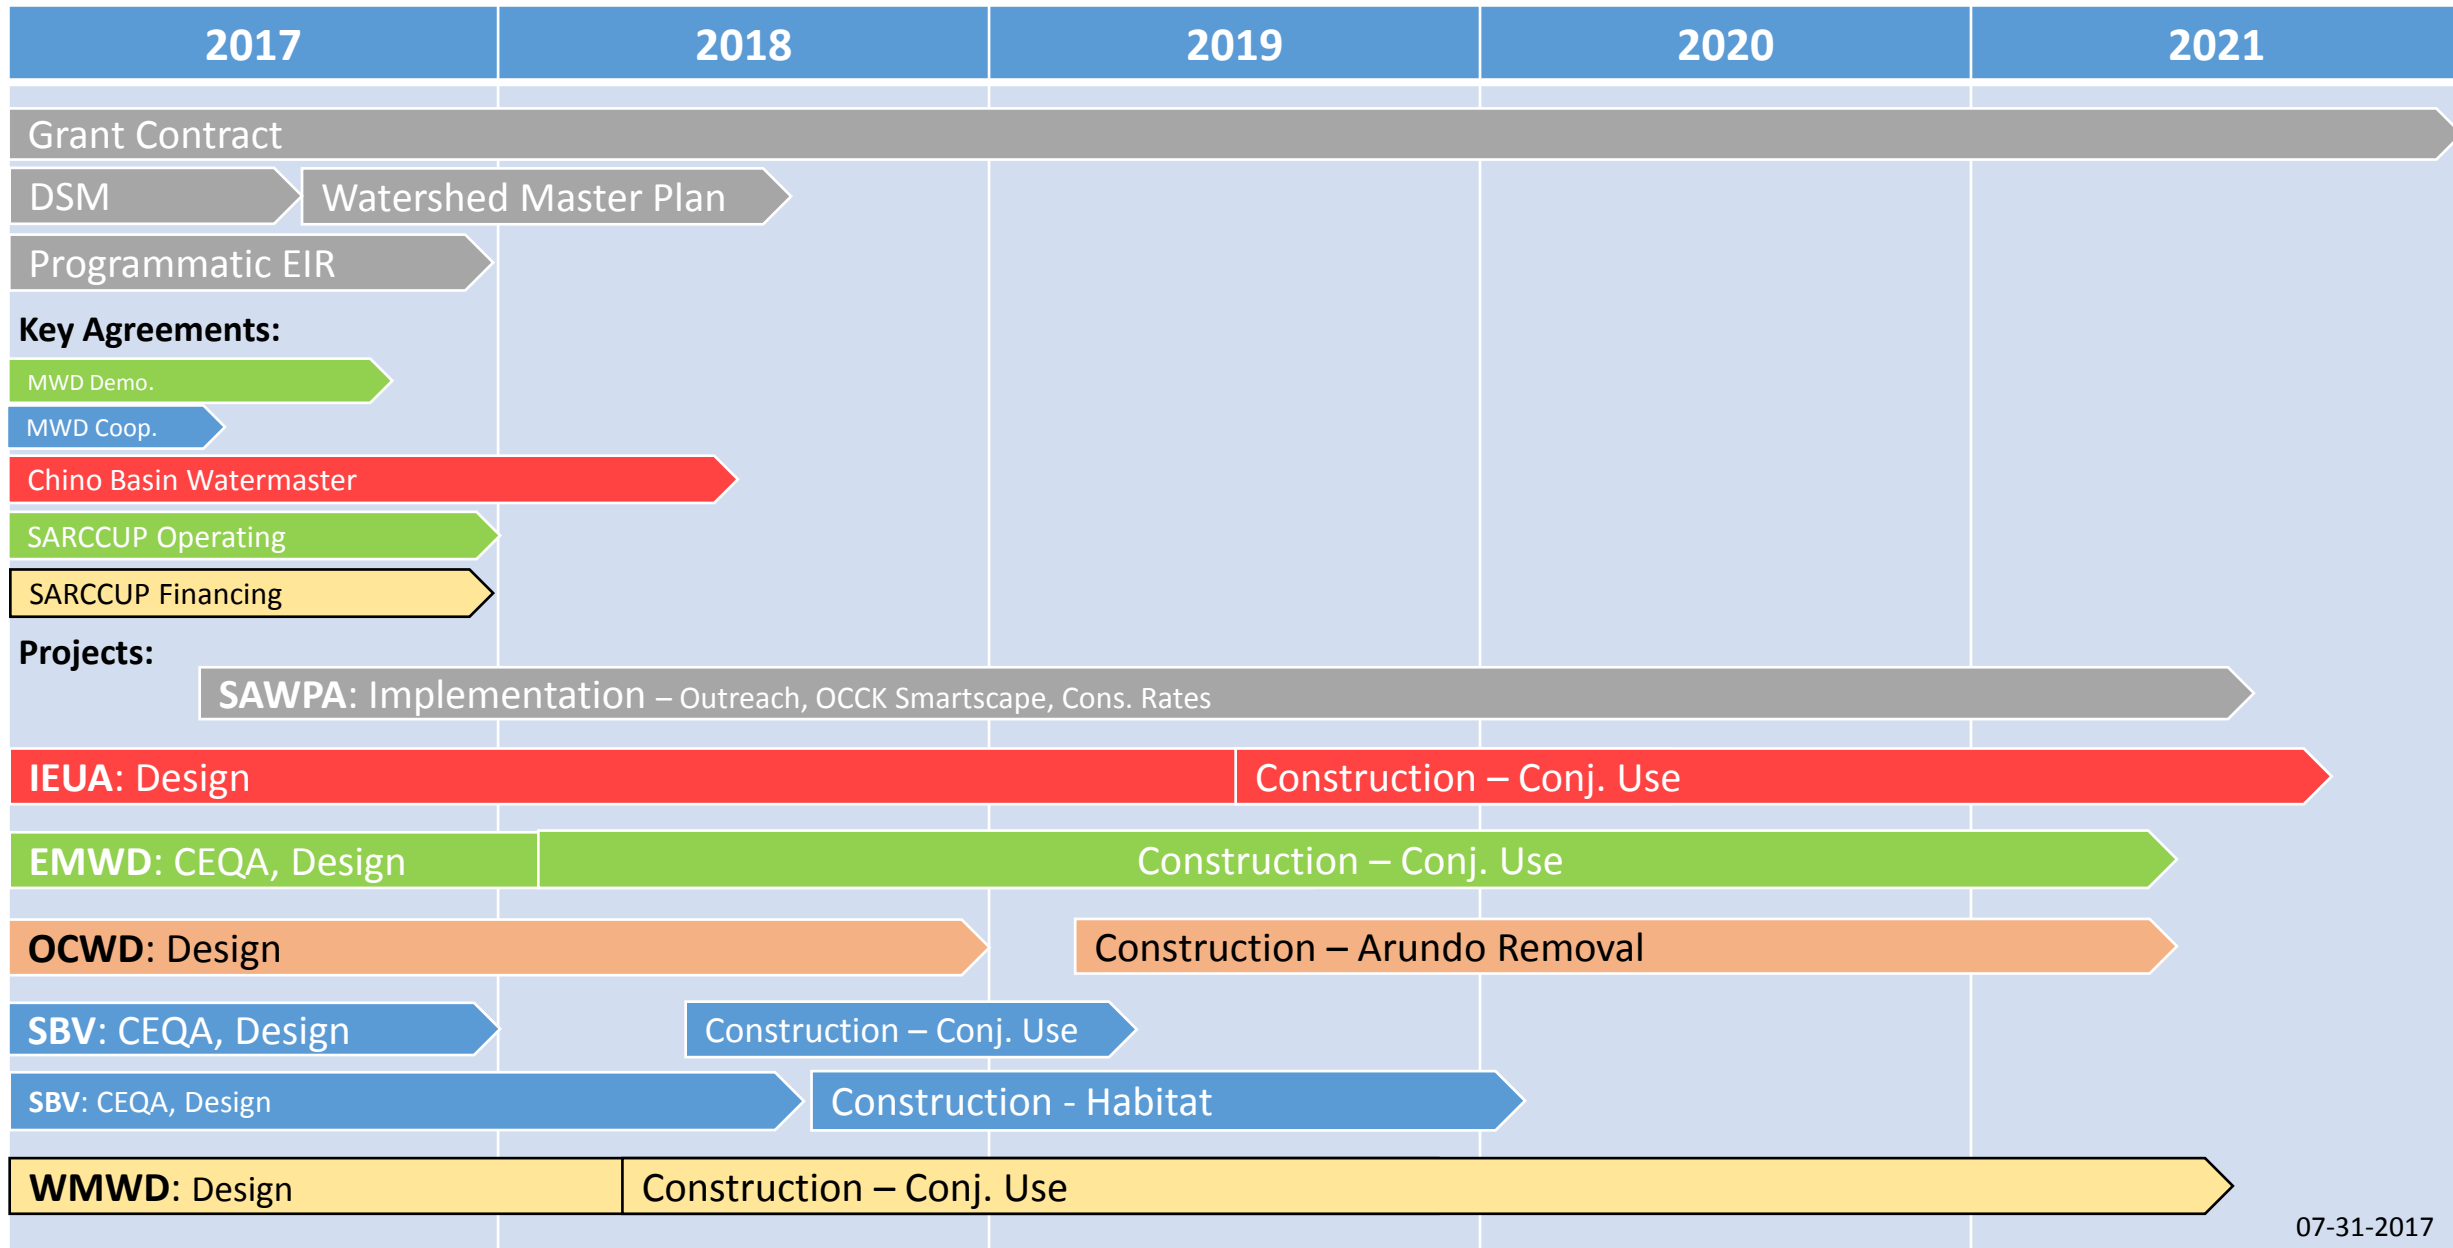 2017 2018 2019 2020 2021
Grant Contract
DSM Watershed Master Plan
Programmatic EIR
Key Agreements:
MWD Demo.
MWD Coop.
Chino Basin Watermaster
SARCCUP Operating
SARCCUP Financing
Projects:
SAWPA: Implementation – Outreach, OCCK Smartscape, Cons. Rates
IEUA: Design Construction – Conj. Use
EMWD: CEQA, Design Construction – Conj. Use
OCWD: Design Construction – Arundo Removal
SBV: CEQA, Design Construction – Conj. Use
SBV: CEQA, Design Construction - Habitat
WMWD: Design Construction – Conj. Use
07-31-2017